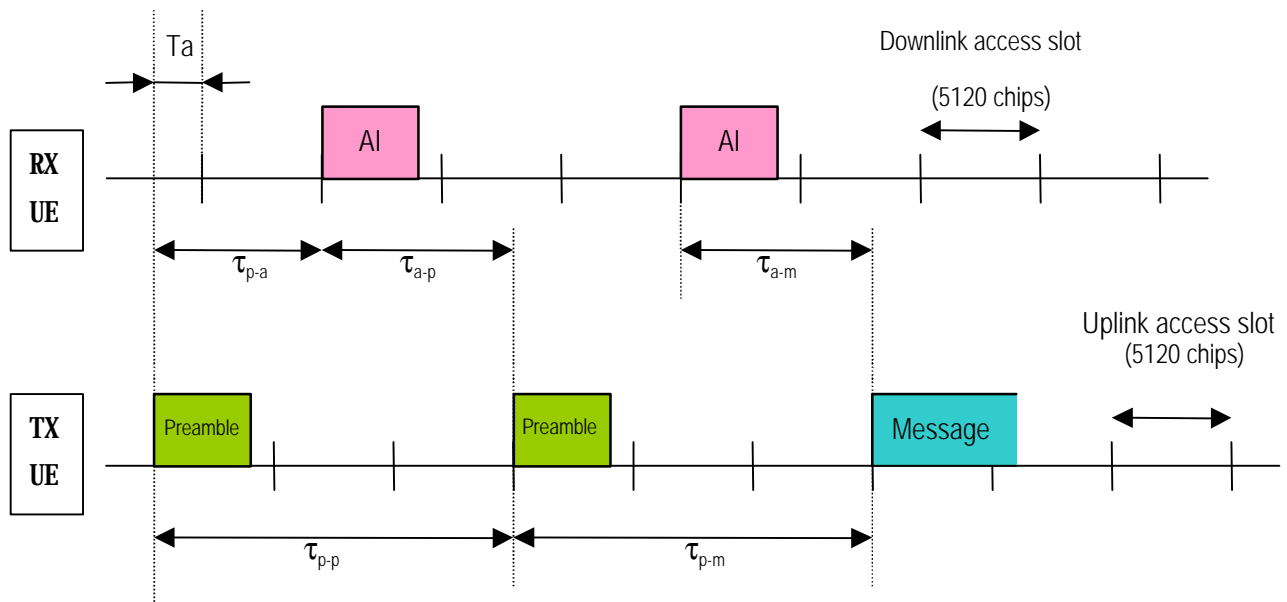 Ta
Downlink access slot
(5120 chips)
AI
AI
RX
UE
τp-a
τa-p
τa-m
Uplink access slot
(5120 chips)
TX
UE
Preamble
Preamble
Message
τp-p
τp-m